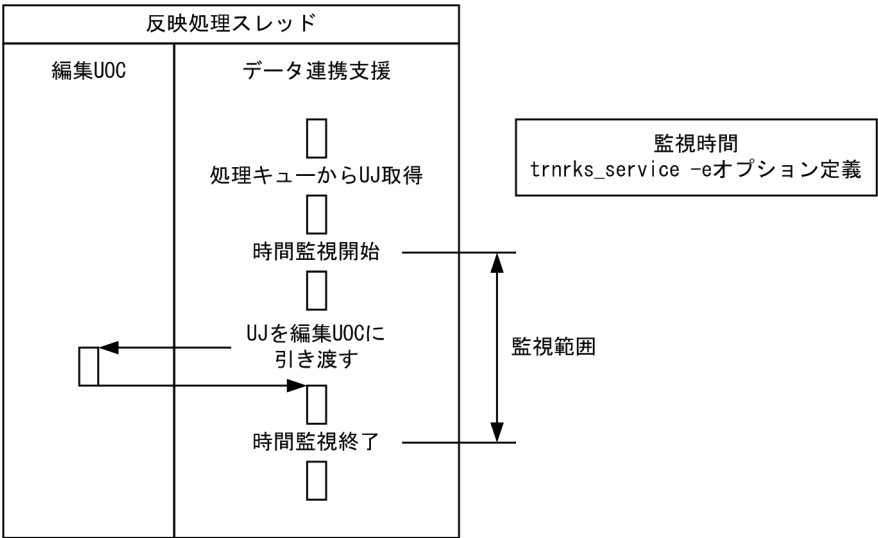 反映処理スレッド
編集UOC
データ連携支援
処理キューからUJ取得
時間監視開始
UJを編集UOCに
引き渡す
時間監視終了
監視時間
trnrks_service -eオプション定義
監視範囲